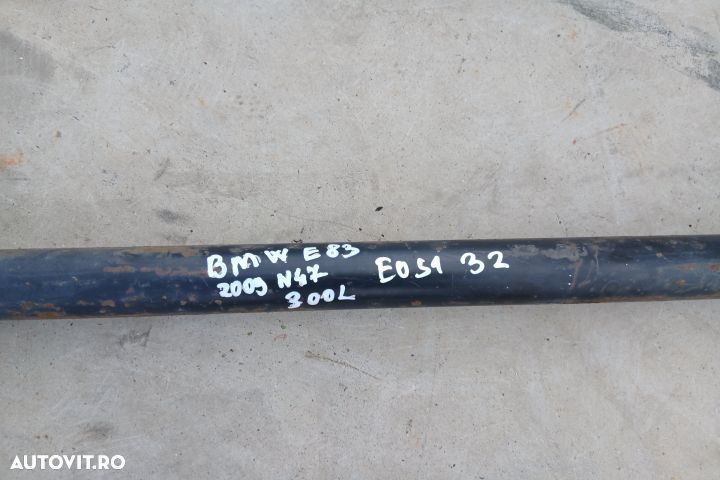 BMW E83
2009 N47
300L
E051 32
AUTOVIT.RO